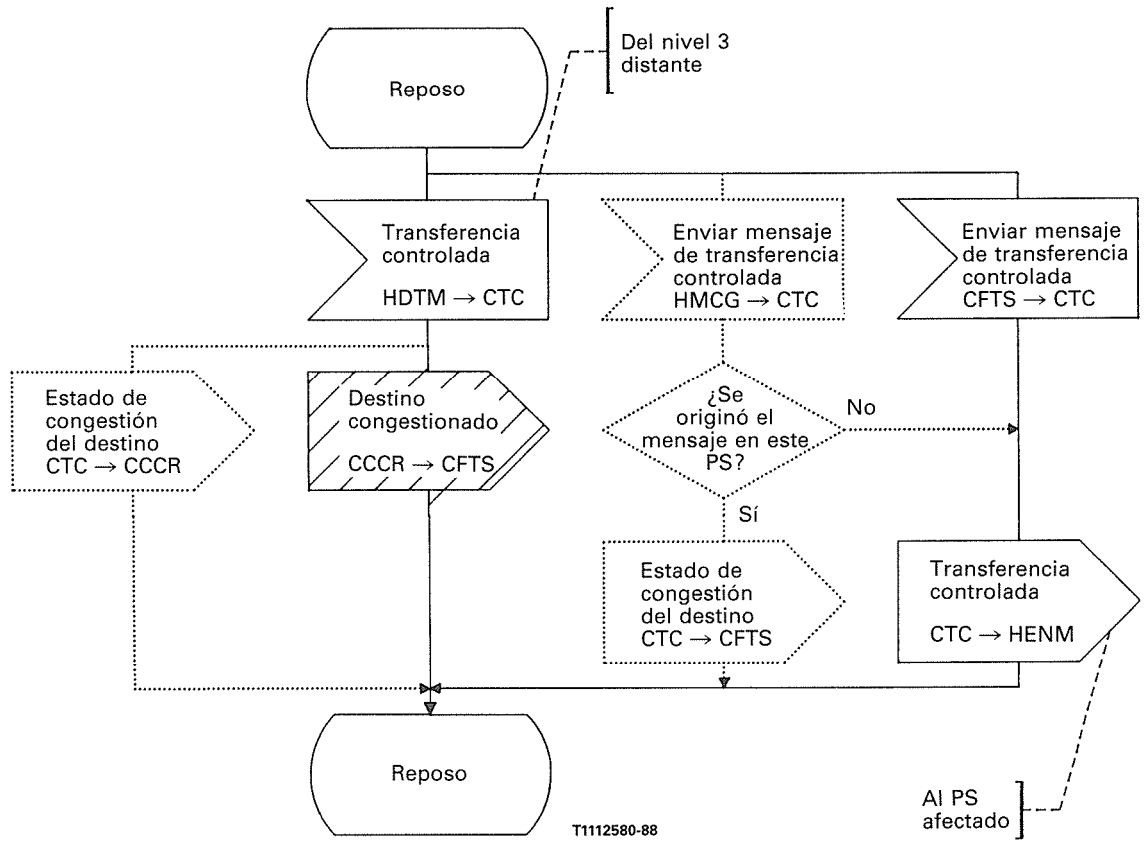 Del nivel 3
distante
Reposo
Transferencia
controlada
HDTM → CTC
Enviar mensaje
de transferencia
controlada
HMCG → CTC
Enviar mensaje
de transferencia
controlada
CFTS → CTC
Estado de
congestión
del destino
CTC → CCCR
Destino
congestionado
CCCR → CFTS
¿Se
originó el
mensaje en este
PS?
No
Sí
Estado de
congestión
del destino
CTC → CFTS
Transferencia
controlada
CTC → HENM
Reposo
Al PS
afectado
T1112580-88